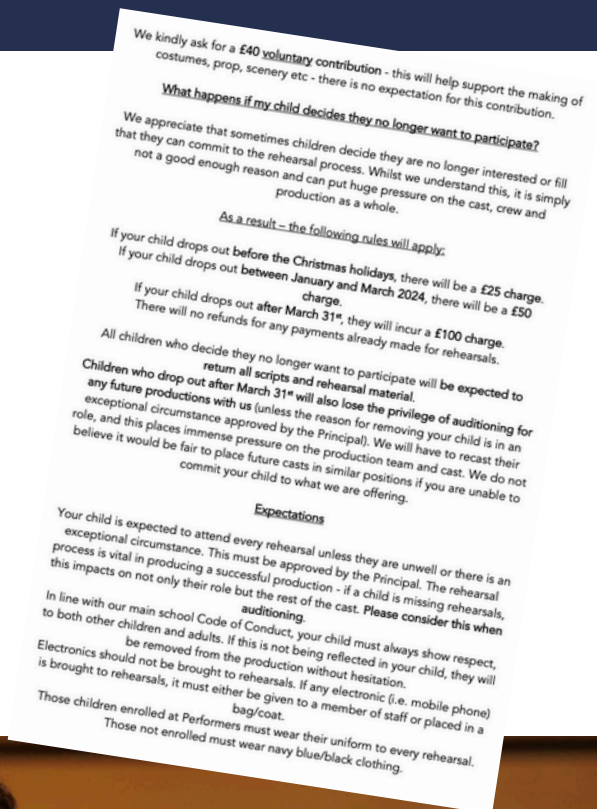 We kindly ask for a £40 voluntary contribution - this will help support the making of
costumes, prop, scenery etc - there is no expectation for this contribution.
What happens if my child decides they no longer want to participate?
We appreciate that sometimes children decide they are no longer interested or fill
that they can commit to the rehearsal process. Whilst we understand this, it is simply
not a good enough reason and can put huge pressure on the cast, crew and
production as a whole.
As a result – the following rules will apply:
If your child drops out before the Christmas holidays, there will be a £25 charge.
If your child drops out between January and March 2024, there will be a £50
charge.
If your child drops out after March 31st, they will incur a £100 charge.
There will no refunds for any payments already made for rehearsals.
All children who decide they no longer want to participate will be expected to
return all scripts and rehearsal material.
Children who drop out after March 31st will also lose the privilege of auditioning for
any future productions with us (unless the reason for removing your child is in an
exceptional circumstance approved by the Principal). We will have to recast their
role, and this places immense pressure on the production team and cast. We do not
believe it would be fair to place future casts in similar positions if you are unable to
commit your child to what we are offering.
Expectations
Your child is expected to attend every rehearsal unless they are unwell or there is an
exceptional circumstance. This must be approved by the Principal. The rehearsal
process is vital in producing a successful production - if a child is missing rehearsals,
this impacts on not only their role but the rest of the cast. Please consider this when
auditioning.
In line with our main school Code of Conduct, your child must always show respect,
to both other children and adults. If this is not being reflected in your child, they will
be removed from the production without hesitation.
Electronics should not be brought to rehearsals. If any electronic (i.e. mobile phone)
is brought to rehearsals, it must either be given to a member of staff or placed in a
bag/coat.
Those children enrolled at Performers must wear their uniform to every rehearsal.
Those not enrolled must wear navy blue/black clothing.